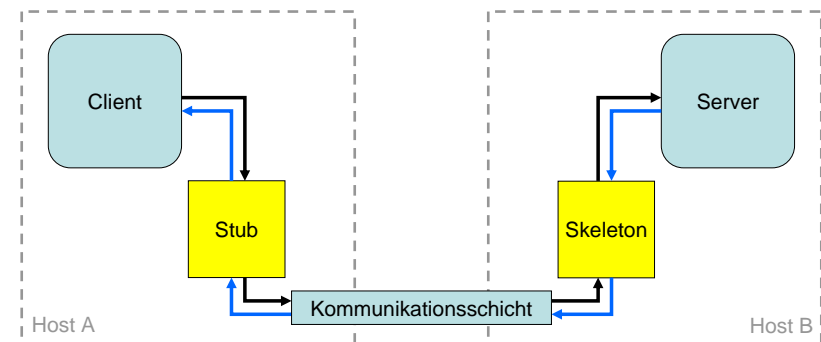 Client
Server
Stub
Skeleton
Kommunikationsschicht
Host A
Host B